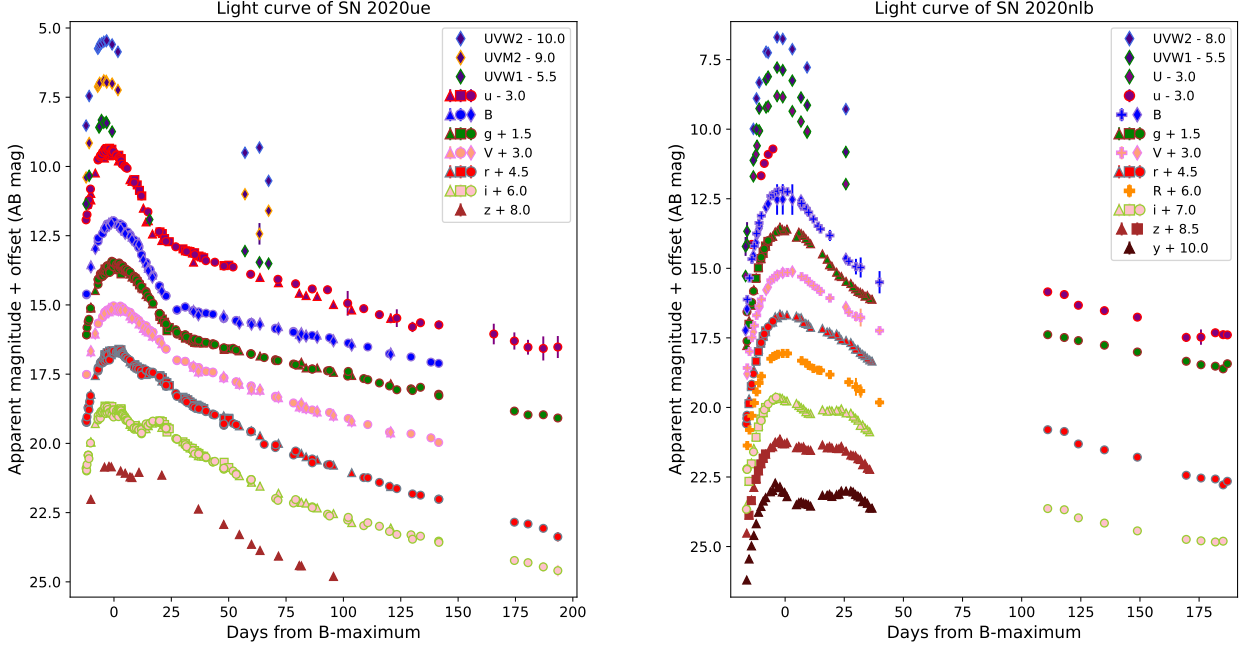 Light curve of SN 2020ue
Apparent magnitude + offset (AB mag)
5.0
7.5
10.0
12.5
15.0
17.5
20.0
22.5
25.0
UVW2 - 10.0
UVM2 - 9.0
UVW1 - 5.5
u - 3.0
B
g + 1.5
V + 3.0
r + 4.5
i + 6.0
z + 8.0
0
25
50
75
100
125
150
175
200
Days from B-maximum
Light curve of SN 2020nlb
Apparent magnitude + offset (AB mag)
7.5
10.0
12.5
15.0
17.5
20.0
22.5
25.0
UVW2 - 8.0
UVW1 - 5.5
U - 3.0
u - 3.0
B
g + 1.5
V + 3.0
r + 4.5
R + 6.0
i + 7.0
z + 8.5
y + 10.0
0
25
50
75
100
125
150
175
Days from B-maximum